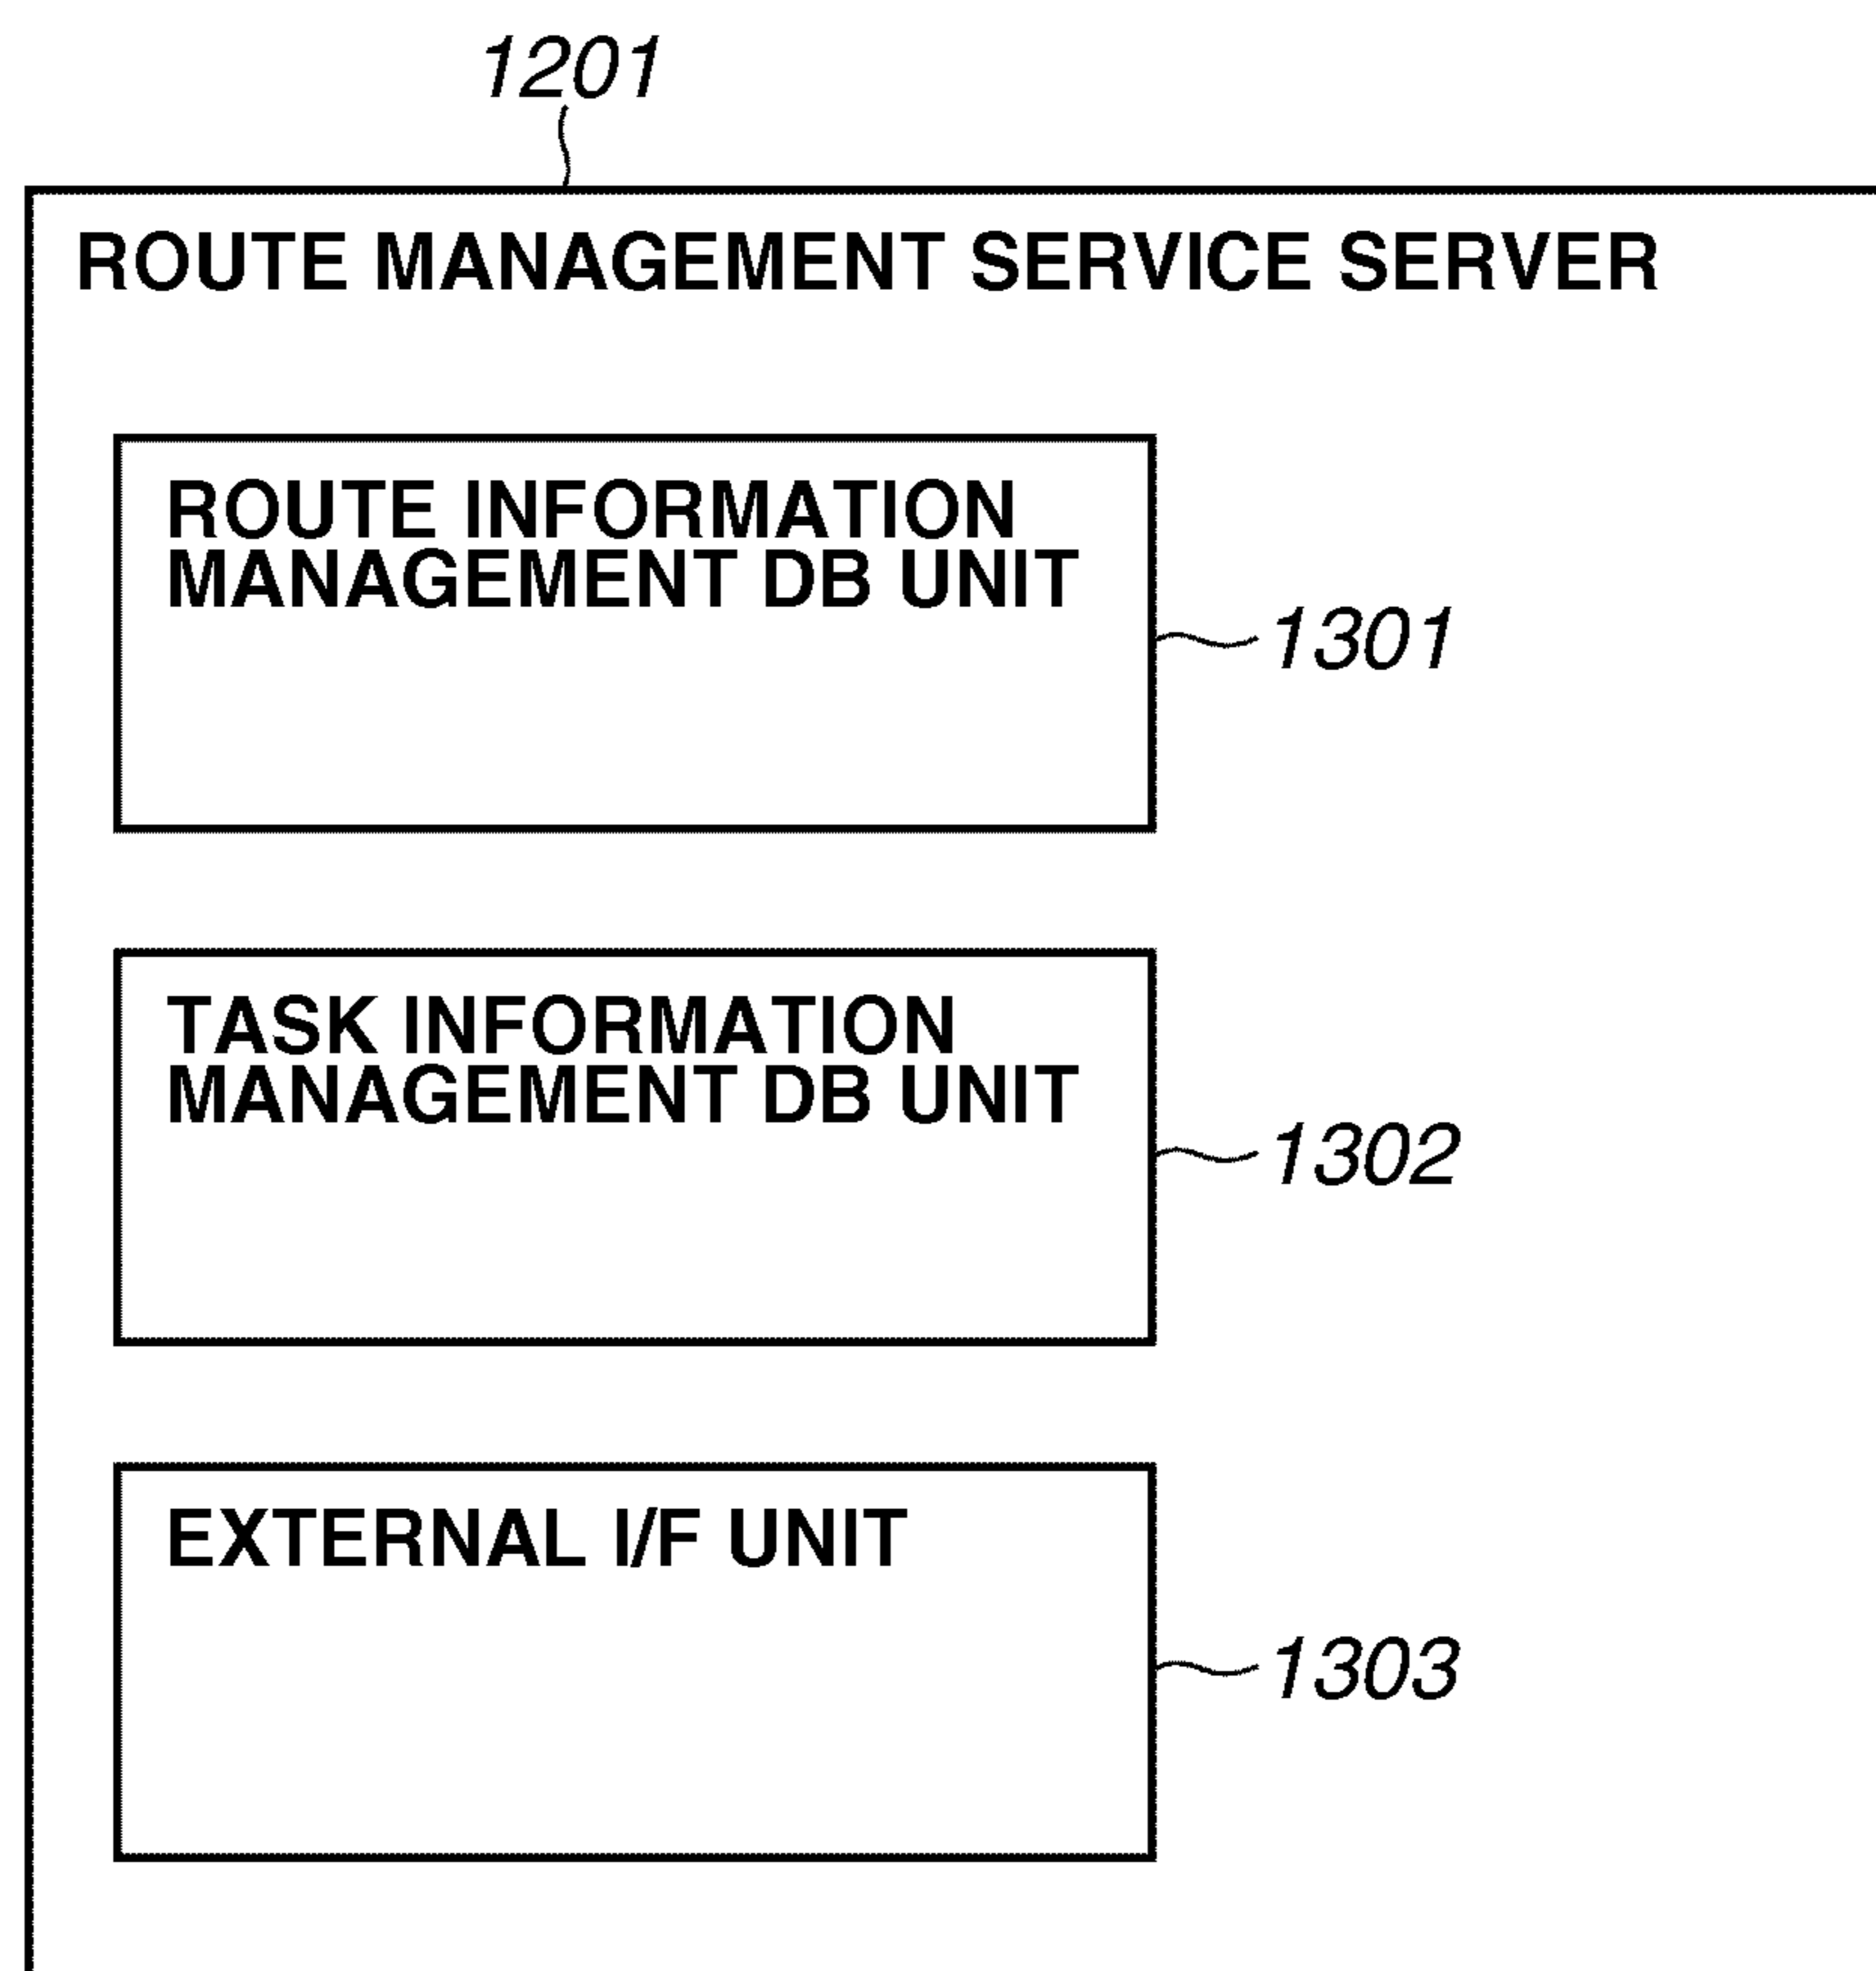 1201
ROUTE MANAGEMENT SERVICE SERVER
ROUTE INFORMATION
MANAGEMENT DB UNIT
1301
TASK INFORMATION
MANAGEMENT DB UNIT
1302
EXTERNAL I/F UNIT
1303